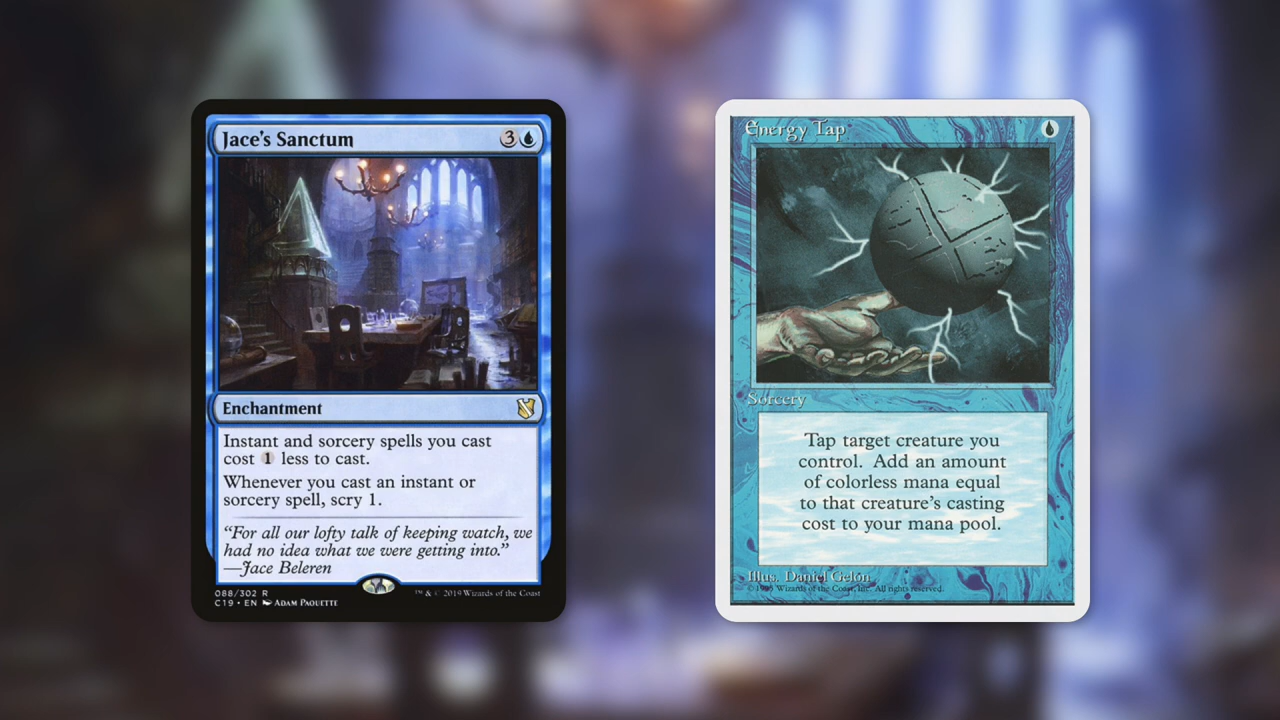 Jace's Sanctum
3
Enchantment
Instant and sorcery spells you cast
cost 1 less to cast.
Whenever you cast an instant or
sorcery spell, scry 1.
“For all our lofty talk of keeping watch, we
had no idea what we were getting into.”
—Jace Beleren
088/302 R
C19 • EN Adam Paquette
™ & © 2019 Wizards of the Coast
Energy Tap
Sorcery
Tap target creature you
control. Add an amount
of colorless mana equal
to that creature's casting
cost to your mana pool.
Illus. Daniel Gelon
© 1995 Wizards of the Coast, Inc. All rights reserved.